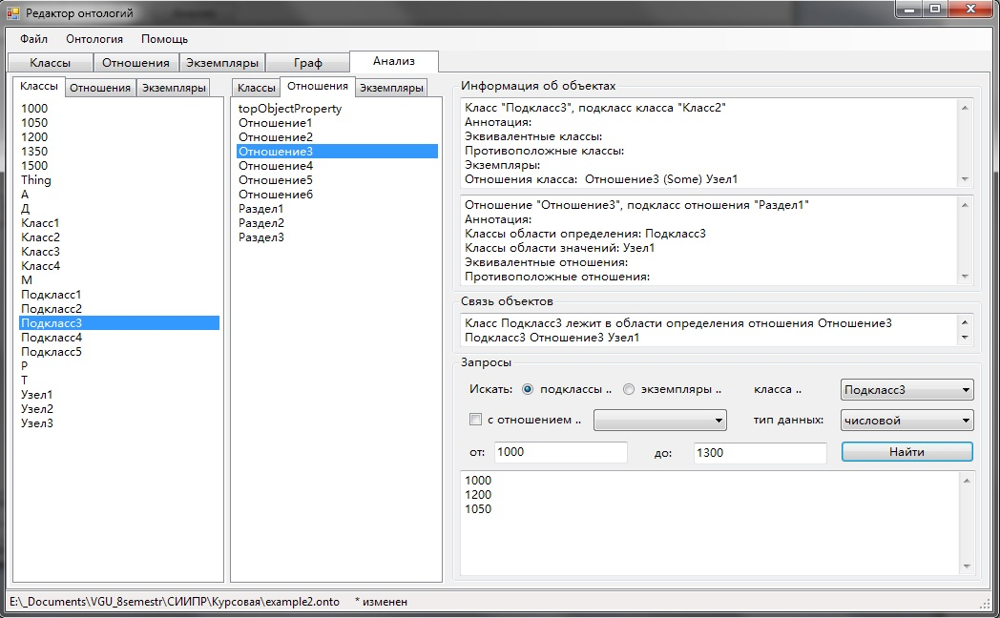 Редактор онтологий
Файл Онтология Помощь
Классы Отношения Экземпляры Граф Анализ
Классы Отношения Экземпляры
1000
1050
1200
1350
1500
Thing
А
Д
Класс1
Класс2
Класс3
Класс4
М
Подкласс1
Подкласс2
Подкласс3
Подкласс4
Подкласс5
Р
Т
Узел1
Узел2
Узел3
Классы Отношения Экземпляры
topObjectProperty
Отношение1
Отношение2
Отношение3
Отношение4
Отношение5
Отношение6
Раздел1
Раздел2
Раздел3
Информация об объектах
Класс "Подкласс3", подкласс класса "Класс2"
Аннотация:
Эквивалентные классы:
Противоположные классы:
Экземпляры:
Отношения класса: Отношение3 (Some) Узел1
Отношение "Отношение3", подкласс отношения "Раздел1"
Аннотация:
Классы области определения: Подкласс3
Классы области значений: Узел1
Эквивалентные отношения:
Противоположные отношения:
Связь объектов
Класс Подкласс3 лежит в области определения отношения Отношение3
Подкласс3 Отношение3 Узел1
Запросы
Искать: подклассы .. экземпляры .. класса .. Подкласс3
с отношением .. тип данных: числовой
от: 1000 до: 1300 Найти
1000
1200
1050
E:\_Documents\VGU_8semestr\СИИПР\Курсовая\example2.onto * изменен